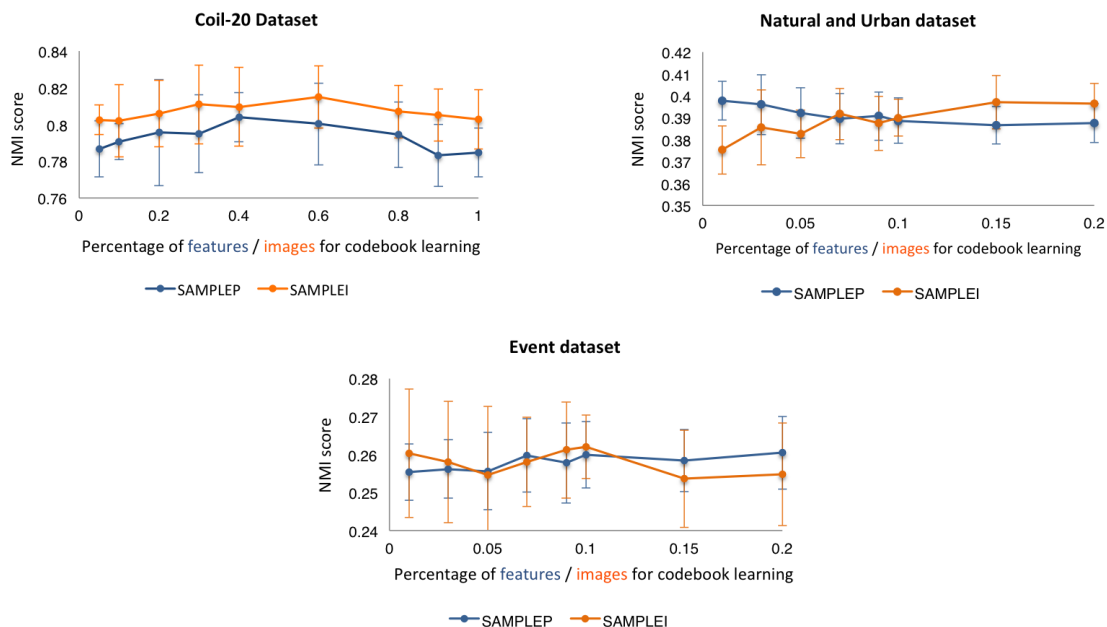 Coil-20 Dataset
NMI score
0.84
0.82
0.8
0.78
0.76
0 0.2 0.4 0.6 0.8 1
Percentage of features / images for codebook learning
SAMPLEP SAMPLEI
Natural and Urban dataset
NMI socre
0.42
0.41
0.4
0.39
0.38
0.37
0.36
0.35
0 0.05 0.1 0.15 0.2
Percentage of features / images for codebook learning
SAMPLEP SAMPLEI
Event dataset
NMI score
0.28
0.27
0.26
0.25
0.24
0 0.05 0.1 0.15 0.2
Percentage of features / images for codebook learning
SAMPLEP SAMPLEI